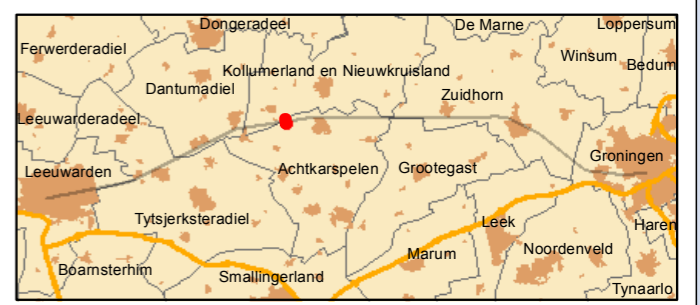 Dongeradeel
De Marne
Loppersum
Ferwerderadiel
Winsum
Bedum
Kollumerland en Nieuwkruisland
Dantumadiel
Zuidhorn
Leeuwarderadeel
Groningen
Leeuwarden
Achtkarspelen
Grootegast
Tytsjerksteradiel
Leek
Haren
Noordenveld
Marum
Boarnsterhim
Smallingerland
Tynaarlo